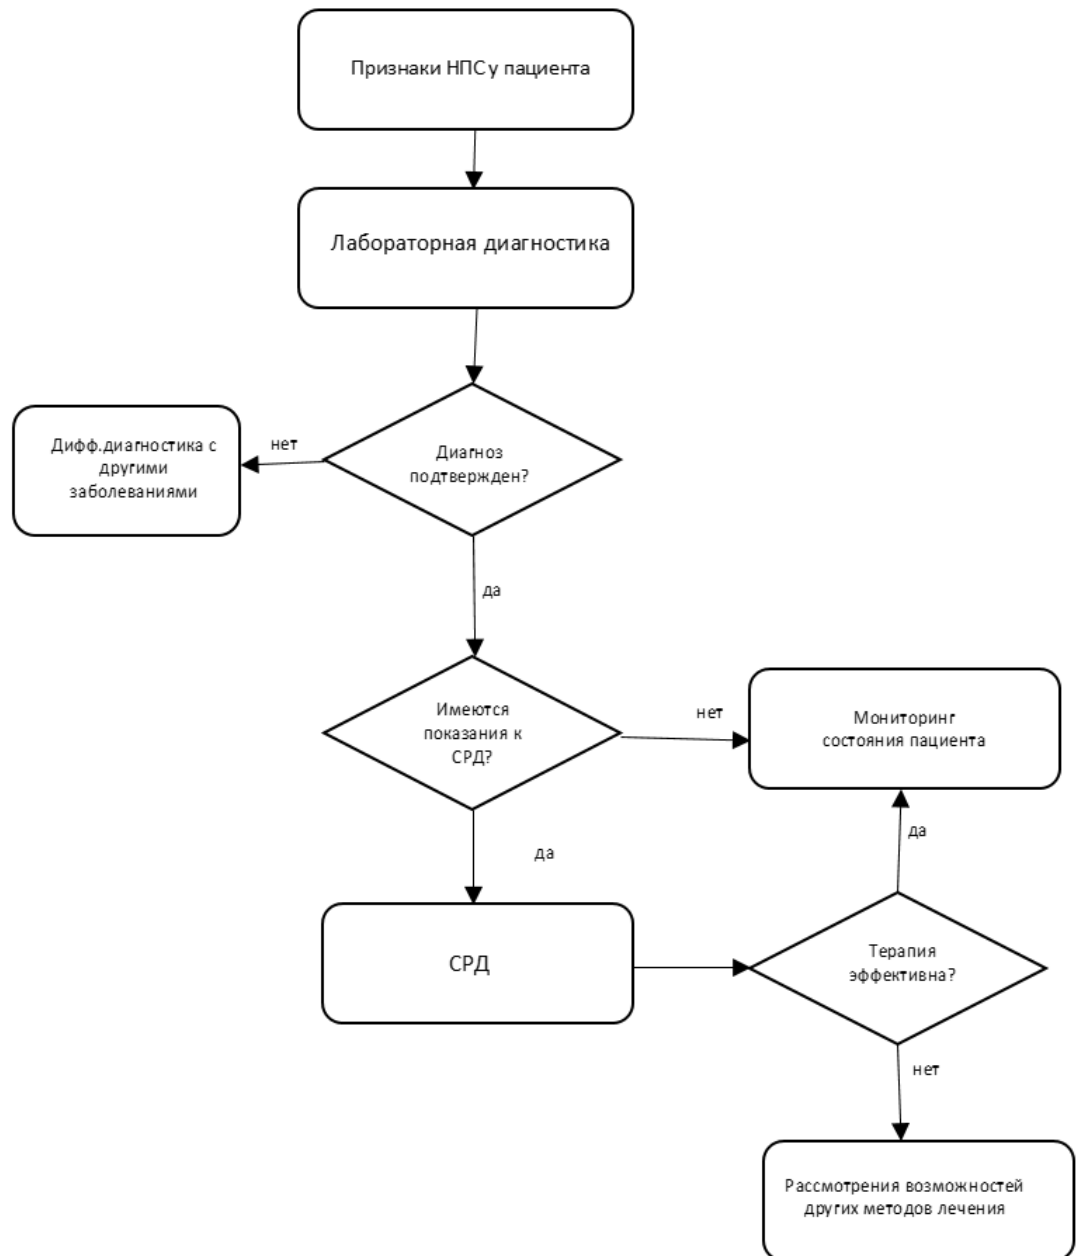 Признаки НПС у пациента
Лабораторная диагностика
Диагноз
подтвержден?
нет
Дифф.диагностика с
другими
заболеваниями
да
Имеются
показания к
СРД?
нет
Мониторинг
состояния пациента
да
да
СРД
Терапия
эффективна?
нет
Рассмотрения возможностей
других методов лечения